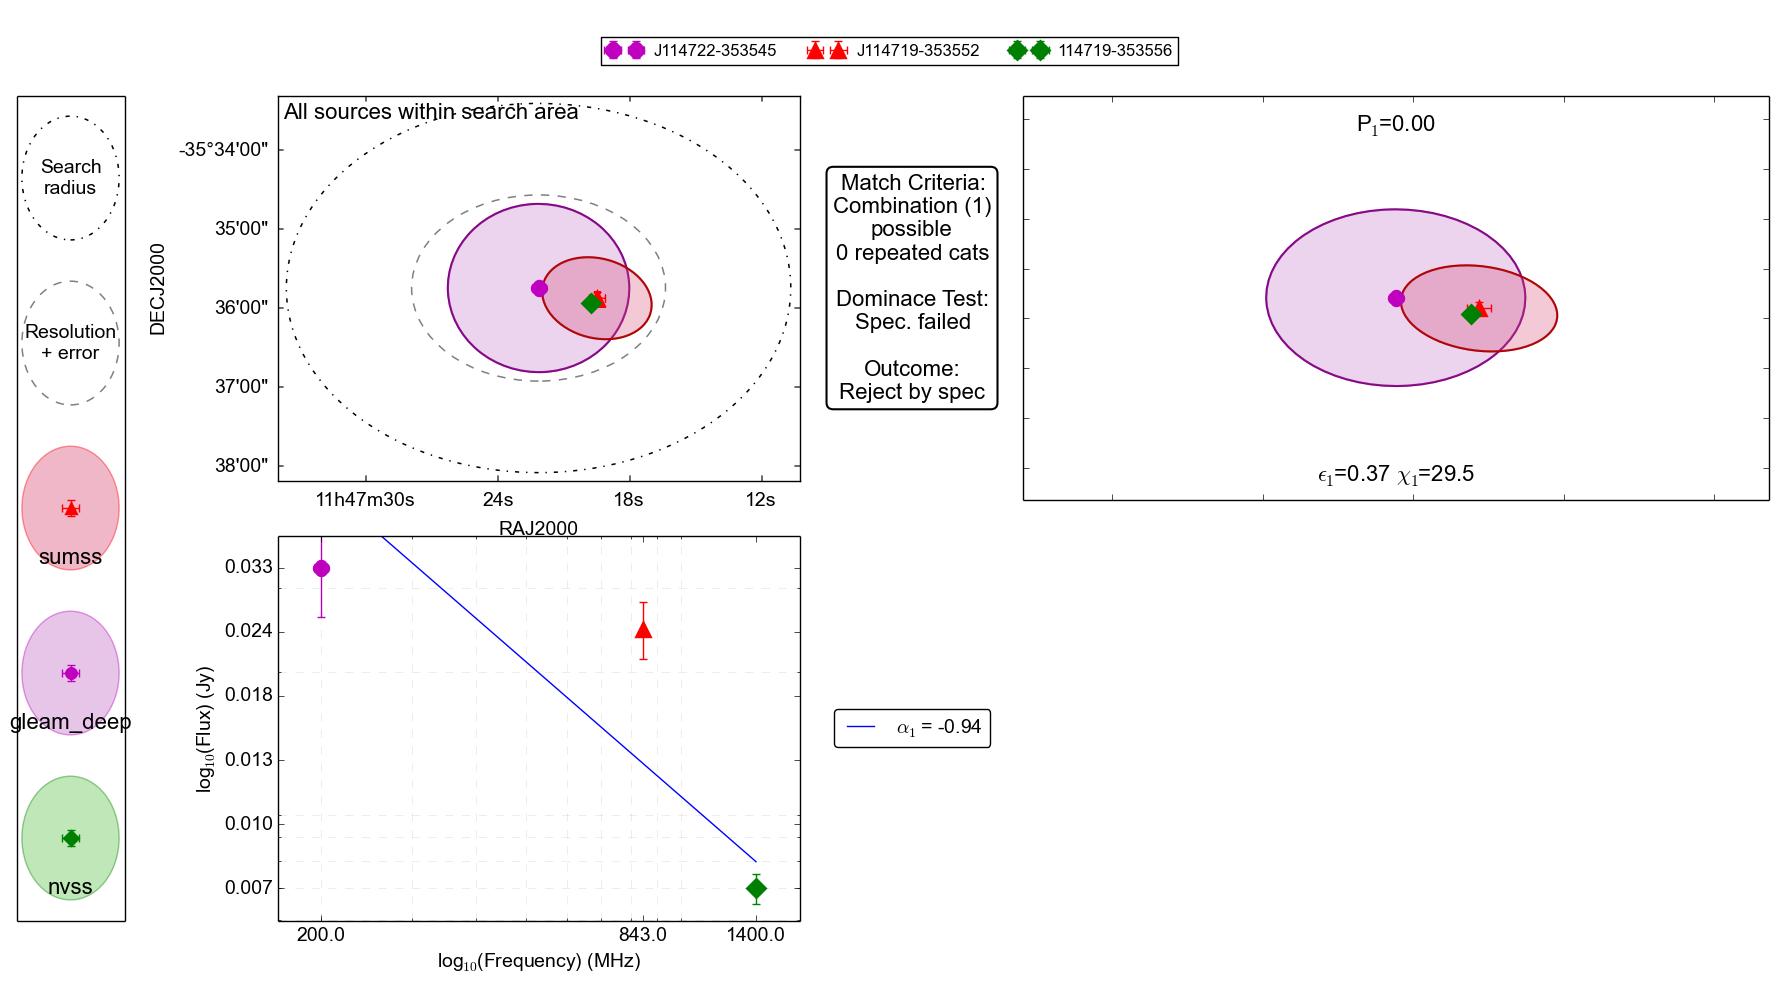 J114722-353545
J114719-353552
114719-353556
Search
radius
Resolution
+ error
sumss
gleam_deep
nvss
All sources within search area
DECJ2000
-35°34'00"
35'00"
36'00"
37'00"
38'00"
11h47m30s
24s
18s
12s
RAJ2000
Match Criteria:
Combination (1)
possible
0 repeated cats
Dominace Test:
Spec. failed
Outcome:
Reject by spec
P₁=0.00
ϵ₁=0.37 χ₁=29.5
log₁₀(Flux) (Jy)
0.033
0.024
0.018
0.013
0.010
0.007
200.0
843.0
1400.0
log₁₀(Frequency) (MHz)
α₁ = -0.94